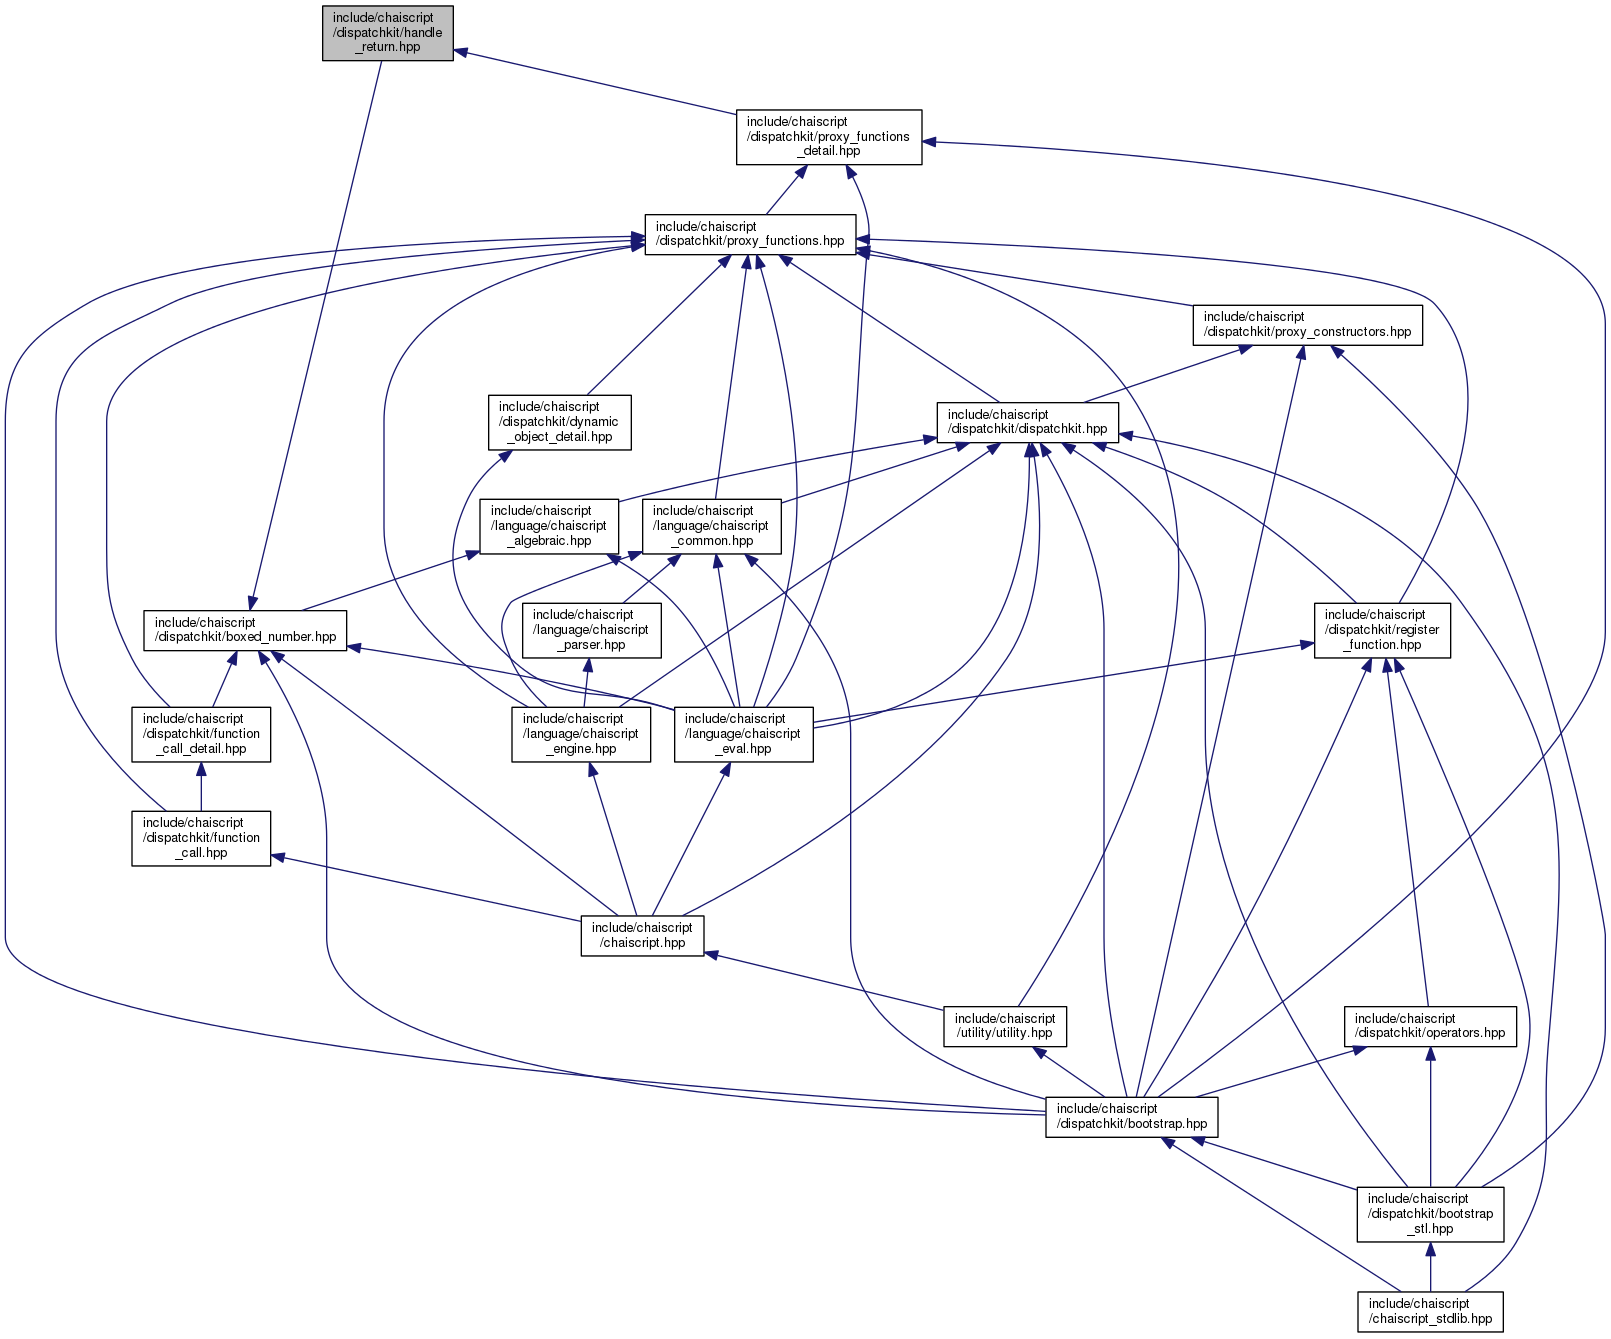 include/chaiscript
/dispatchkit/handle
_return.hpp
include/chaiscript
/dispatchkit/proxy_functions
_detail.hpp
include/chaiscript
/dispatchkit/proxy_functions.hpp
include/chaiscript
/dispatchkit/proxy_constructors.hpp
include/chaiscript
/dispatchkit/dynamic
_object_detail.hpp
include/chaiscript
/dispatchkit/dispatchkit.hpp
include/chaiscript
/language/chaiscript
_algebraic.hpp
include/chaiscript
/language/chaiscript
_common.hpp
include/chaiscript
/dispatchkit/boxed_number.hpp
include/chaiscript
/language/chaiscript
_parser.hpp
include/chaiscript
/dispatchkit/register
_function.hpp
include/chaiscript
/dispatchkit/function
_call_detail.hpp
include/chaiscript
/language/chaiscript
_engine.hpp
include/chaiscript
/language/chaiscript
_eval.hpp
include/chaiscript
/dispatchkit/function
_call.hpp
include/chaiscript
/chaiscript.hpp
include/chaiscript
/utility/utility.hpp
include/chaiscript
/dispatchkit/operators.hpp
include/chaiscript
/dispatchkit/bootstrap.hpp
include/chaiscript
/dispatchkit/bootstrap
_stl.hpp
include/chaiscript
/chaiscript_stdlib.hpp